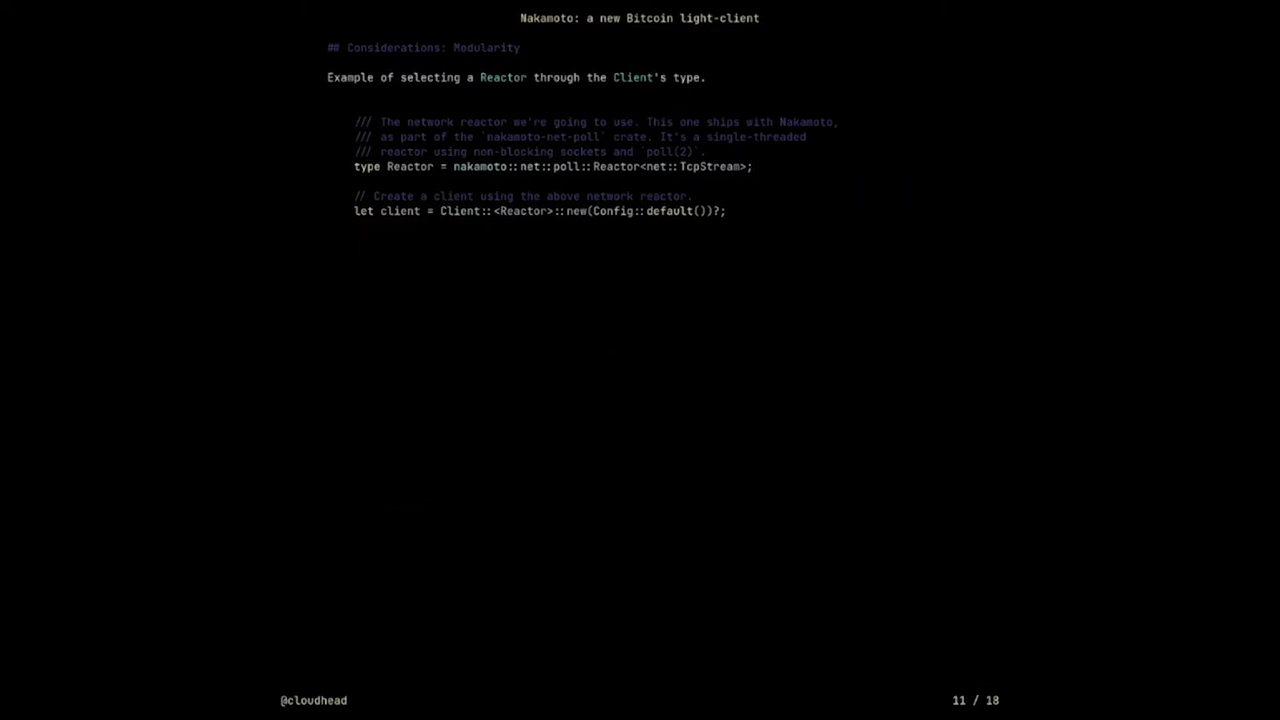 Nakamoto: a new Bitcoin light-client
## Considerations: Modularity
Example of selecting a Reactor through the Client's type.
/// The network reactor we're going to use. This one ships with Nakamoto,
/// as part of the `nakamoto-net-poll` crate. It's a single-threaded
/// reactor using non-blocking sockets and `poll(2)`.
type Reactor = nakamoto::net::poll::Reactor<net::TcpStream>;
// Create a client using the above network reactor.
let client = Client::<Reactor>::new(Config::default())?;
@cloudhead
11 / 18